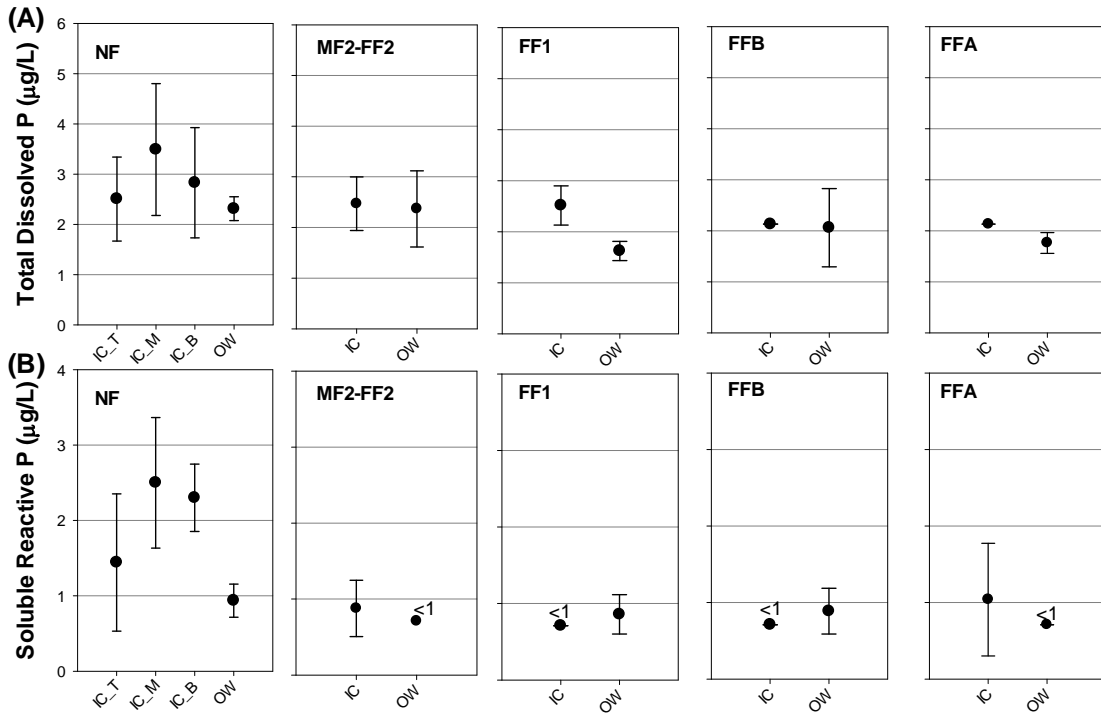 (A)
Total Dissolved P (µg/L)
6
5
4
3
2
1
0
NF
IC_T
IC_M
IC_B
OW
MF2-FF2
IC
OW
FF1
IC
OW
FFB
IC
OW
FFA
IC
OW
(B)
Soluble Reactive P (µg/L)
4
3
2
1
0
NF
IC_T
IC_M
IC_B
OW
MF2-FF2
<1
IC
OW
FF1
<1
IC
OW
FFB
<1
IC
OW
FFA
<1
IC
OW